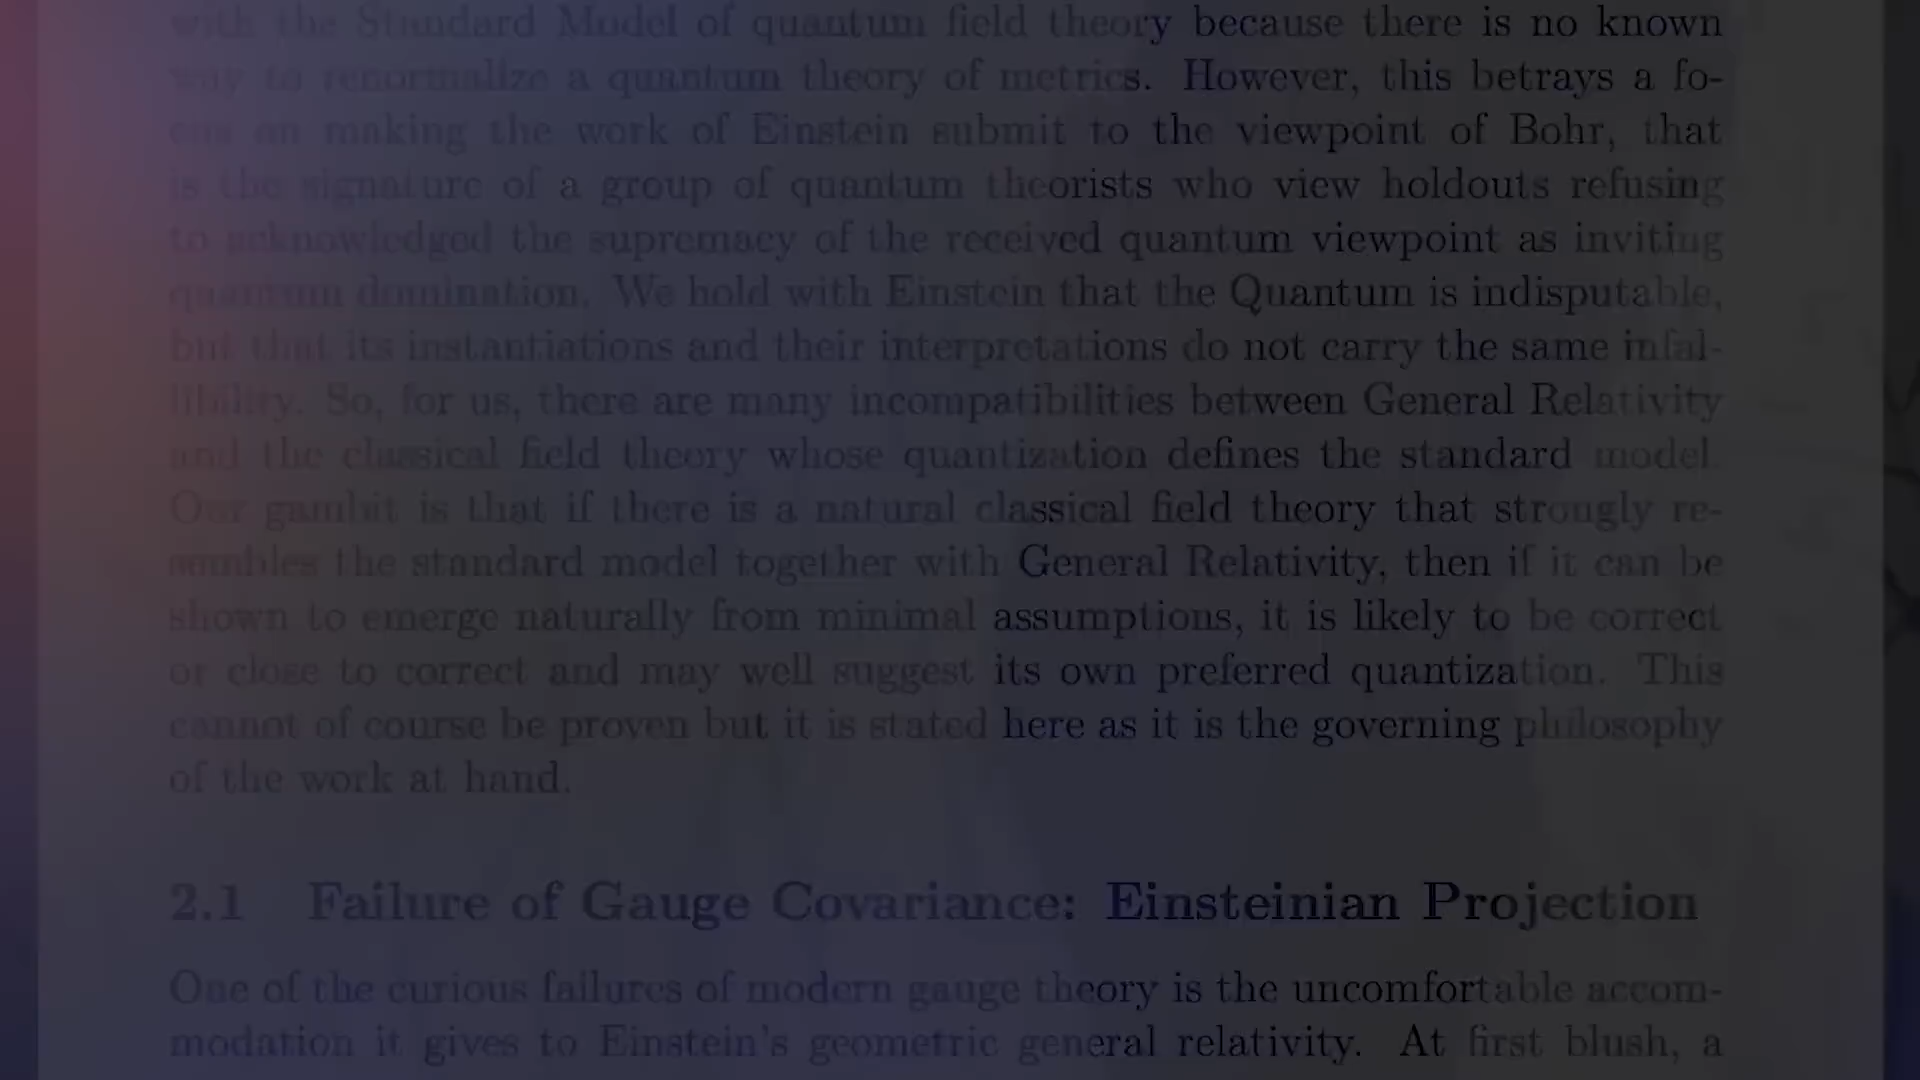 with the Standard Model of quantum field theory because there is no known
way to renormalize a quantum theory of metrics. However, this betrays a fo-
cus on making the work of Einstein submit to the viewpoint of Bohr, that
is the signature of a group of quantum theorists who view holdouts refusing
to acknowledged the supremacy of the received quantum viewpoint as inviting
quantum domination. We hold with Einstein that the Quantum is indisputable,
but that its instantiations and their interpretations do not carry the same infal-
libility. So, for us, there are many incompatibilities between General Relativity
and the classical field theory whose quantization defines the standard model.
Our gambit is that if there is a natural classical field theory that strongly re-
sembles the standard model together with General Relativity, then if it can be
shown to emerge naturally from minimal assumptions, it is likely to be correct
or close to correct and may well suggest its own preferred quantization. This
cannot of course be proven but it is stated here as it is the governing philosophy
of the work at hand.
2.1 Failure of Gauge Covariance: Einsteinian Projection
One of the curious failures of modern gauge theory is the uncomfortable accom-
modation it gives to Einstein's geometric general relativity. At first blush, a